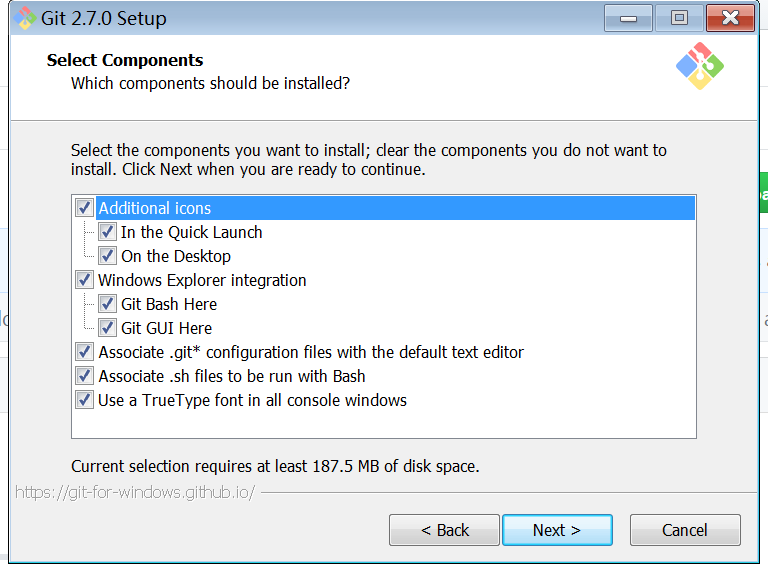 Git 2.7.0 Setup
Select Components
Which components should be installed?
Select the components you want to install; clear the components you do not want to
install. Click Next when you are ready to continue.
Additional icons
In the Quick Launch
On the Desktop
Windows Explorer integration
Git Bash Here
Git GUI Here
Associate .git* configuration files with the default text editor
Associate .sh files to be run with Bash
Use a TrueType font in all console windows
Current selection requires at least 187.5 MB of disk space.
https://git-for-windows.github.io/
< Back
Next >
Cancel